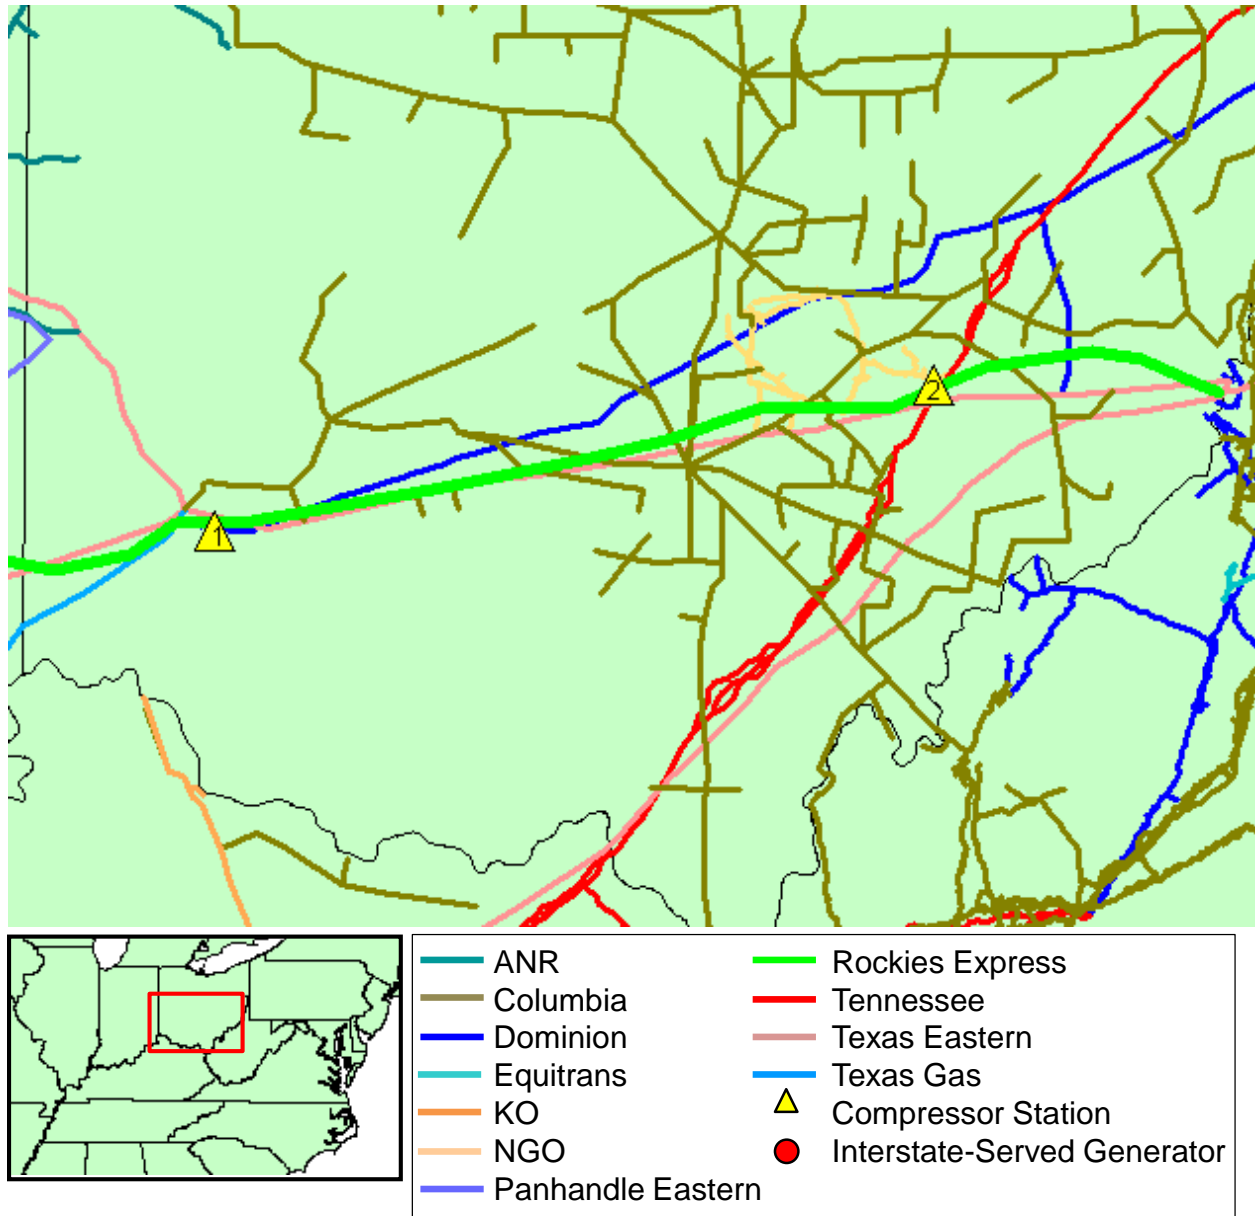 2
1
ANR
Columbia
Dominion
Equitrans
KO
NGO
Panhandle Eastern
Rockies Express
Tennessee
Texas Eastern
Texas Gas
Compressor Station
Interstate-Served Generator